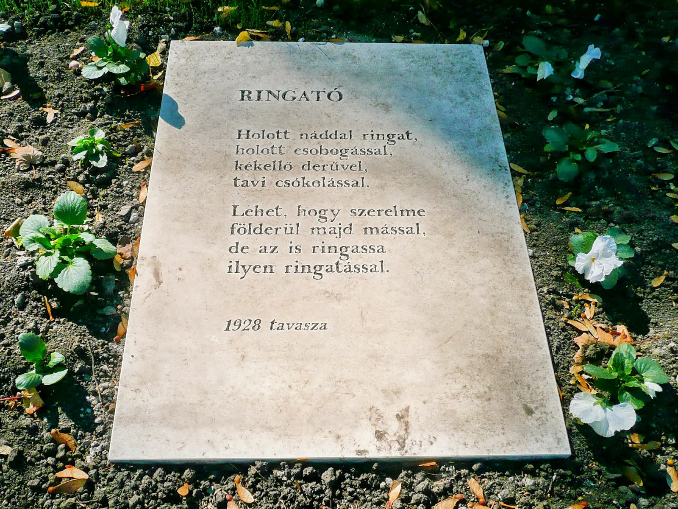 RINGATÓ
Holott náddal ringat,
holott csobogással,
kékellő derűvel,
tavi csókolással.
Lehet, hogy szerelme
földerül majd mással,
de az is ringassa
ilyen ringatással.
1928 tavasza